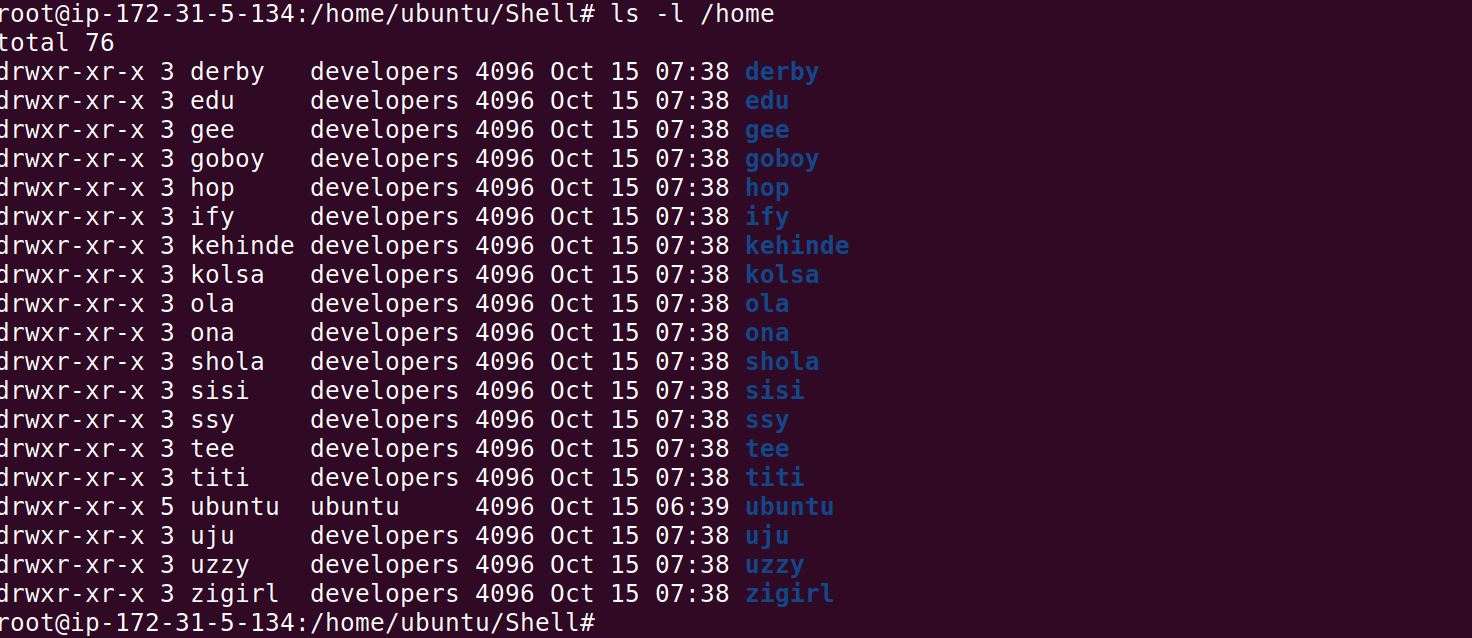 root@ip-172-31-5-134:/home/ubuntu/Shell# ls -l /home
total 76
drwxr-xr-x 3 derby   developers 4096 Oct 15 07:38 derby
drwxr-xr-x 3 edu     developers 4096 Oct 15 07:38 edu
drwxr-xr-x 3 gee     developers 4096 Oct 15 07:38 gee
drwxr-xr-x 3 goboy   developers 4096 Oct 15 07:38 goboy
drwxr-xr-x 3 hop     developers 4096 Oct 15 07:38 hop
drwxr-xr-x 3 ify     developers 4096 Oct 15 07:38 ify
drwxr-xr-x 3 kehinde developers 4096 Oct 15 07:38 kehinde
drwxr-xr-x 3 kolsa   developers 4096 Oct 15 07:38 kolsa
drwxr-xr-x 3 ola     developers 4096 Oct 15 07:38 ola
drwxr-xr-x 3 ona     developers 4096 Oct 15 07:38 ona
drwxr-xr-x 3 shola   developers 4096 Oct 15 07:38 shola
drwxr-xr-x 3 sisi    developers 4096 Oct 15 07:38 sisi
drwxr-xr-x 3 ssy     developers 4096 Oct 15 07:38 ssy
drwxr-xr-x 3 tee     developers 4096 Oct 15 07:38 tee
drwxr-xr-x 3 titi    developers 4096 Oct 15 07:38 titi
drwxr-xr-x 5 ubuntu  ubuntu     4096 Oct 15 06:39 ubuntu
drwxr-xr-x 3 uju     developers 4096 Oct 15 07:38 uju
drwxr-xr-x 3 uzzy    developers 4096 Oct 15 07:38 uzzy
drwxr-xr-x 3 zigirl  developers 4096 Oct 15 07:38 zigirl
root@ip-172-31-5-134:/home/ubuntu/Shell#